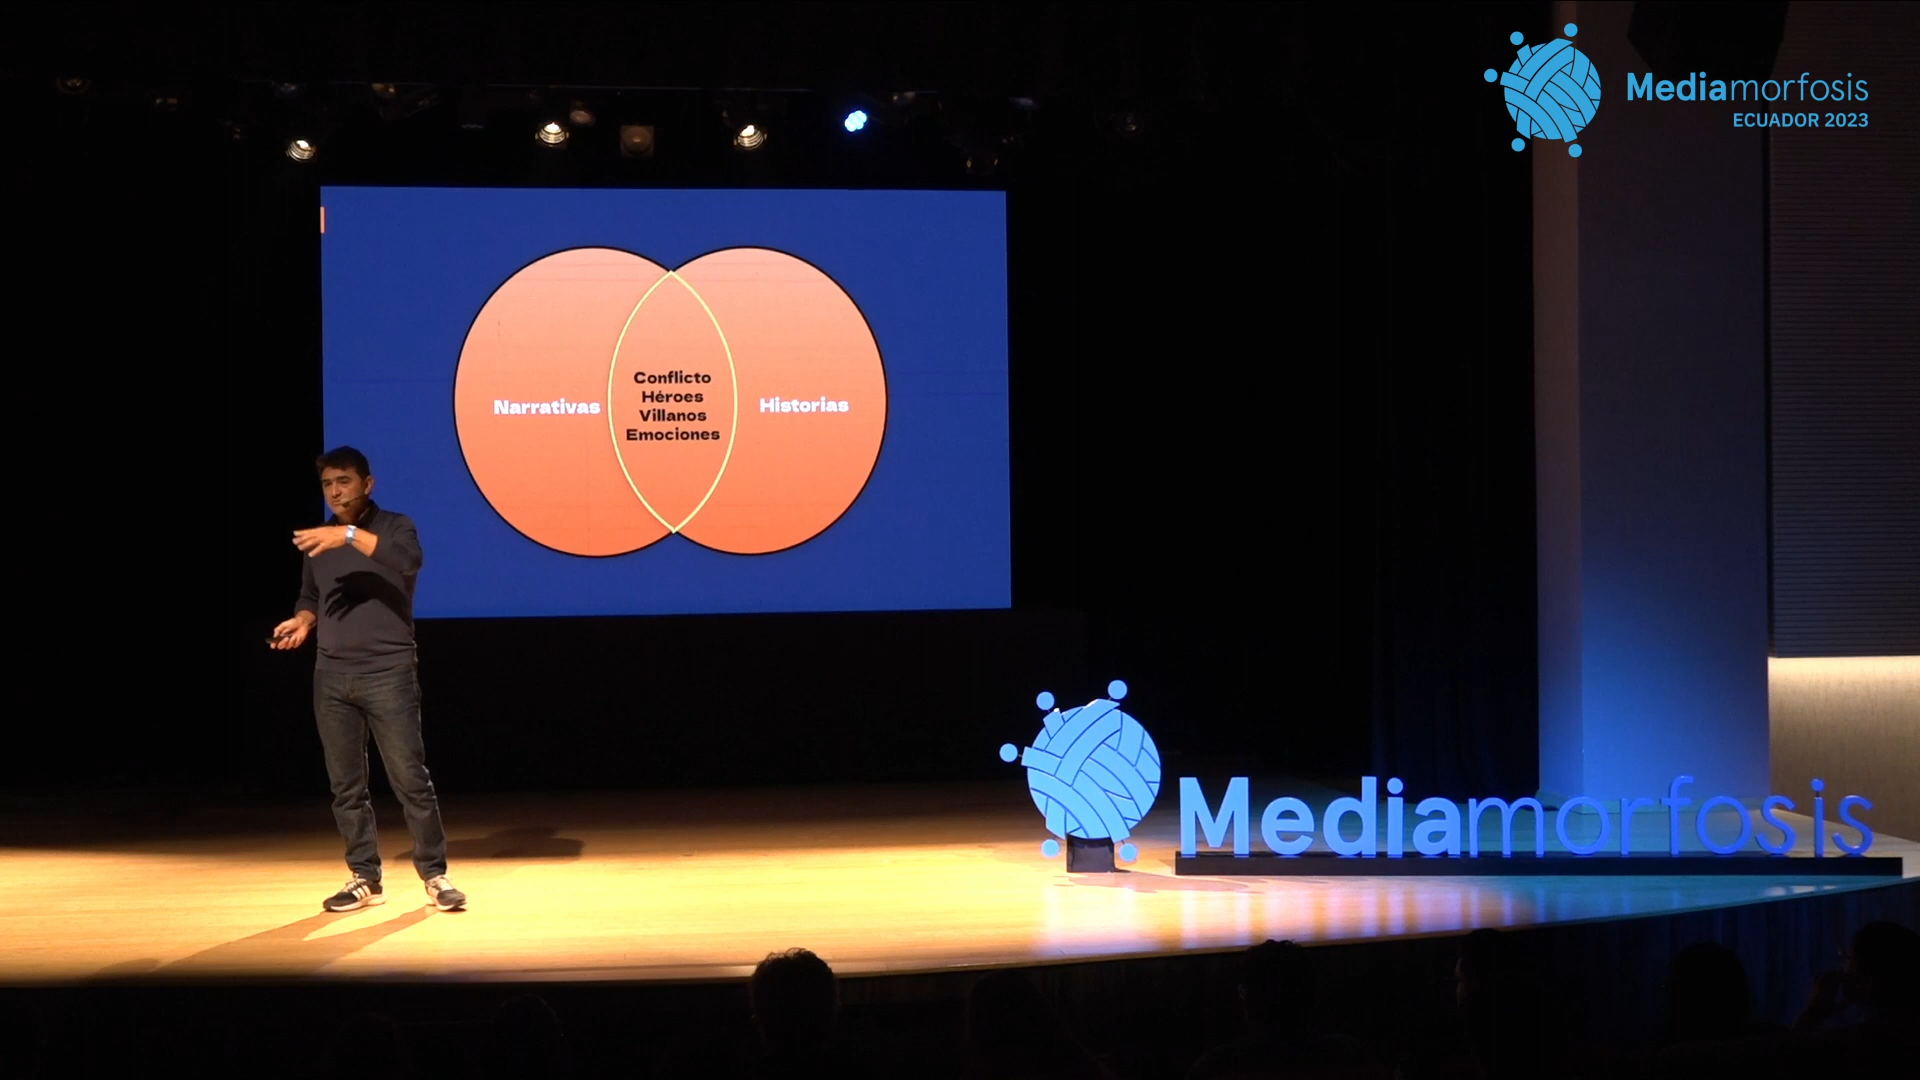 Mediamorfosis
ECUADOR 2023
Narrativas
Conflicto
Héroes
Villanos
Emociones
Historias
Mediamorfosis